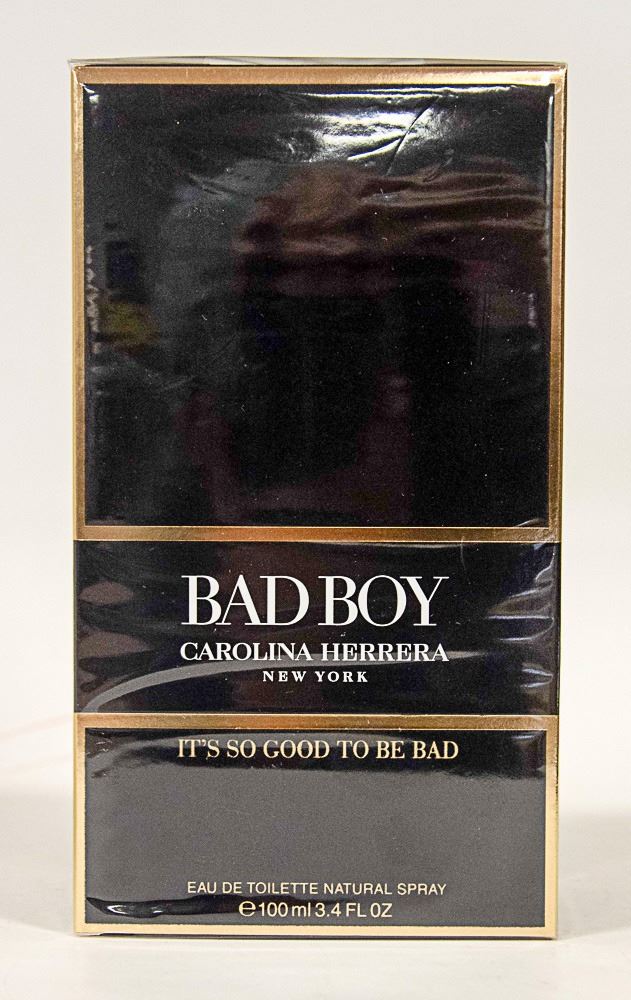 BAD BOY
CAROLINA HERRERA
NEW YORK
IT'S SO GOOD TO BE BAD
EAU DE TOILETTE NATURAL SPRAY
℮100 ml 3.4 FL 0Z